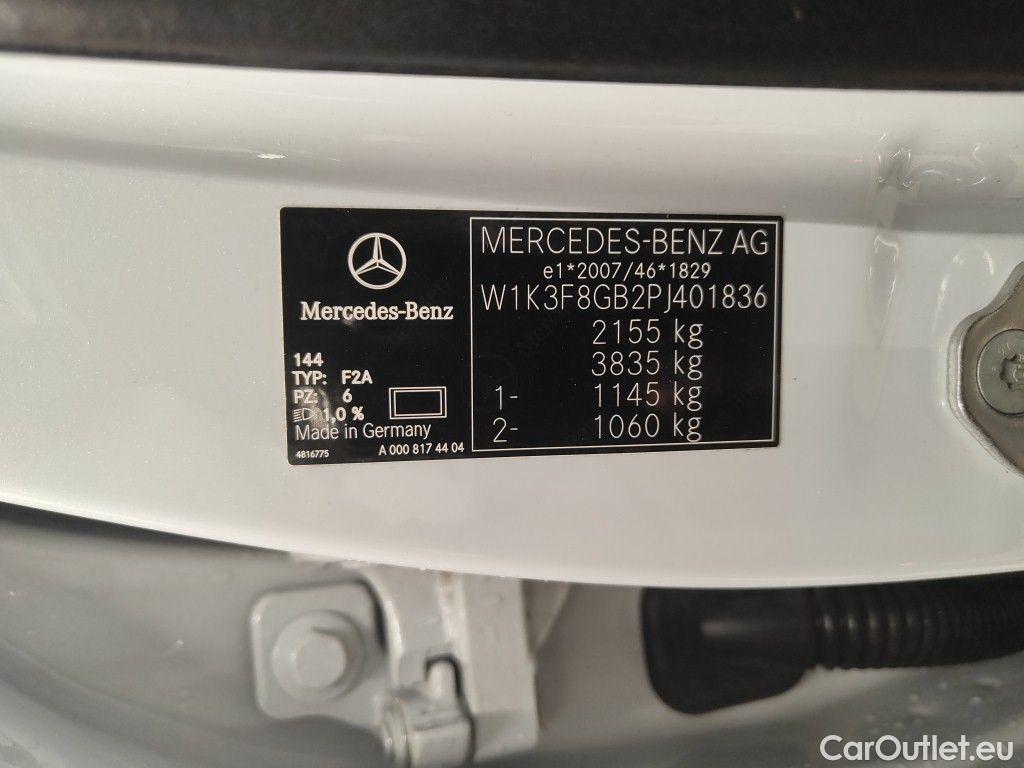 Mercedes-Benz
144
TYP: F2A
PZ: 6
1,0 %
Made in Germany
4816775
A 000 817 44 04
MERCEDES-BENZ AG
e1*2007/46*1829
W1K3F8GB2PJ401836
2155 kg
3835 kg
1- 1145 kg
2- 1060 kg
CarOutlet.eu